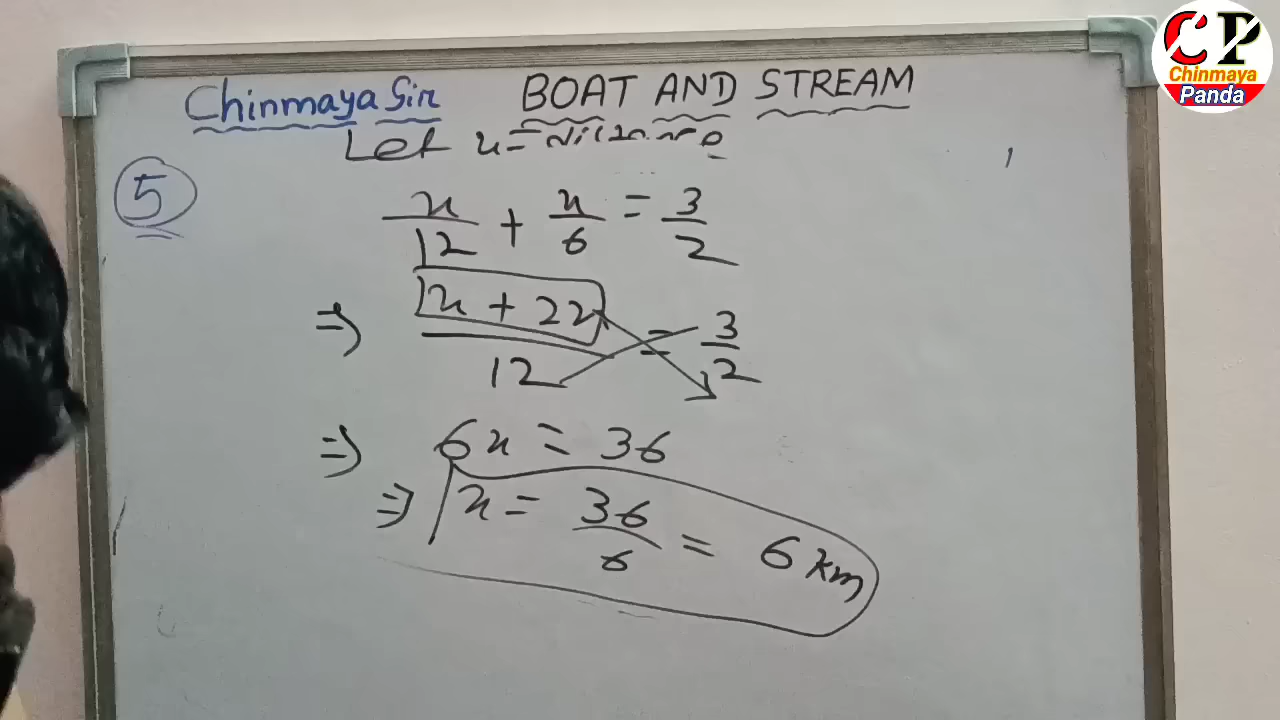 CP
Chinmaya
Panda
Chinmaya Sir BOAT AND STREAM
Let x = distance
5
x/12 + x/6 = 3/2
⇒ x + 2x / 12 = 3/2
⇒ 6x = 36
⇒ x = 36/6 = 6 km